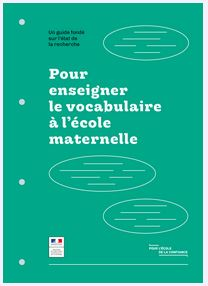 Un guide fondé
sur l'état de
la recherche
Pour
enseigner
le vocabulaire
à l'école
maternelle
POUR L'ÉCOLE
DE LA CONFIANCE